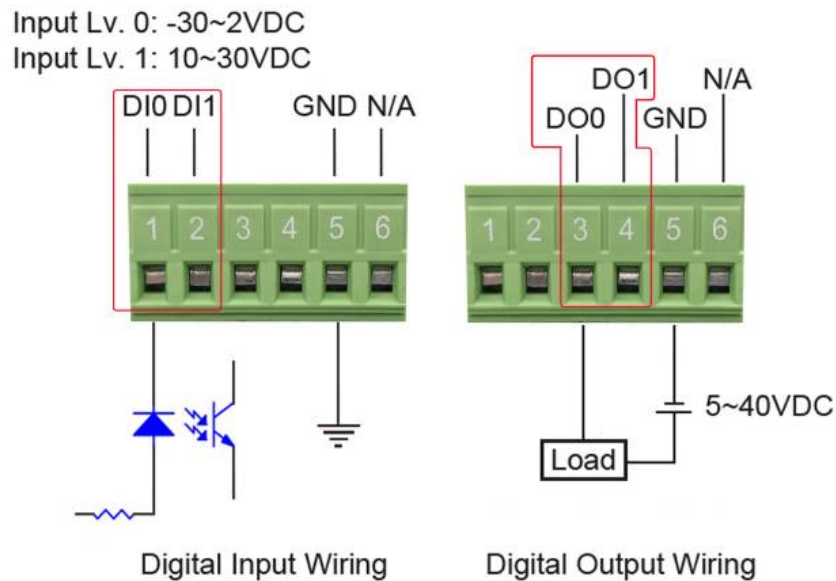 Input Lv. 0: -30~2VDC
Input Lv. 1: 10~30VDC
DI0 DI1 GND N/A
1 2 3 4 5 6
DO1 N/A
DO0 GND
1 2 3 4 5 6
5~40VDC
Load
Digital Input Wiring
Digital Output Wiring